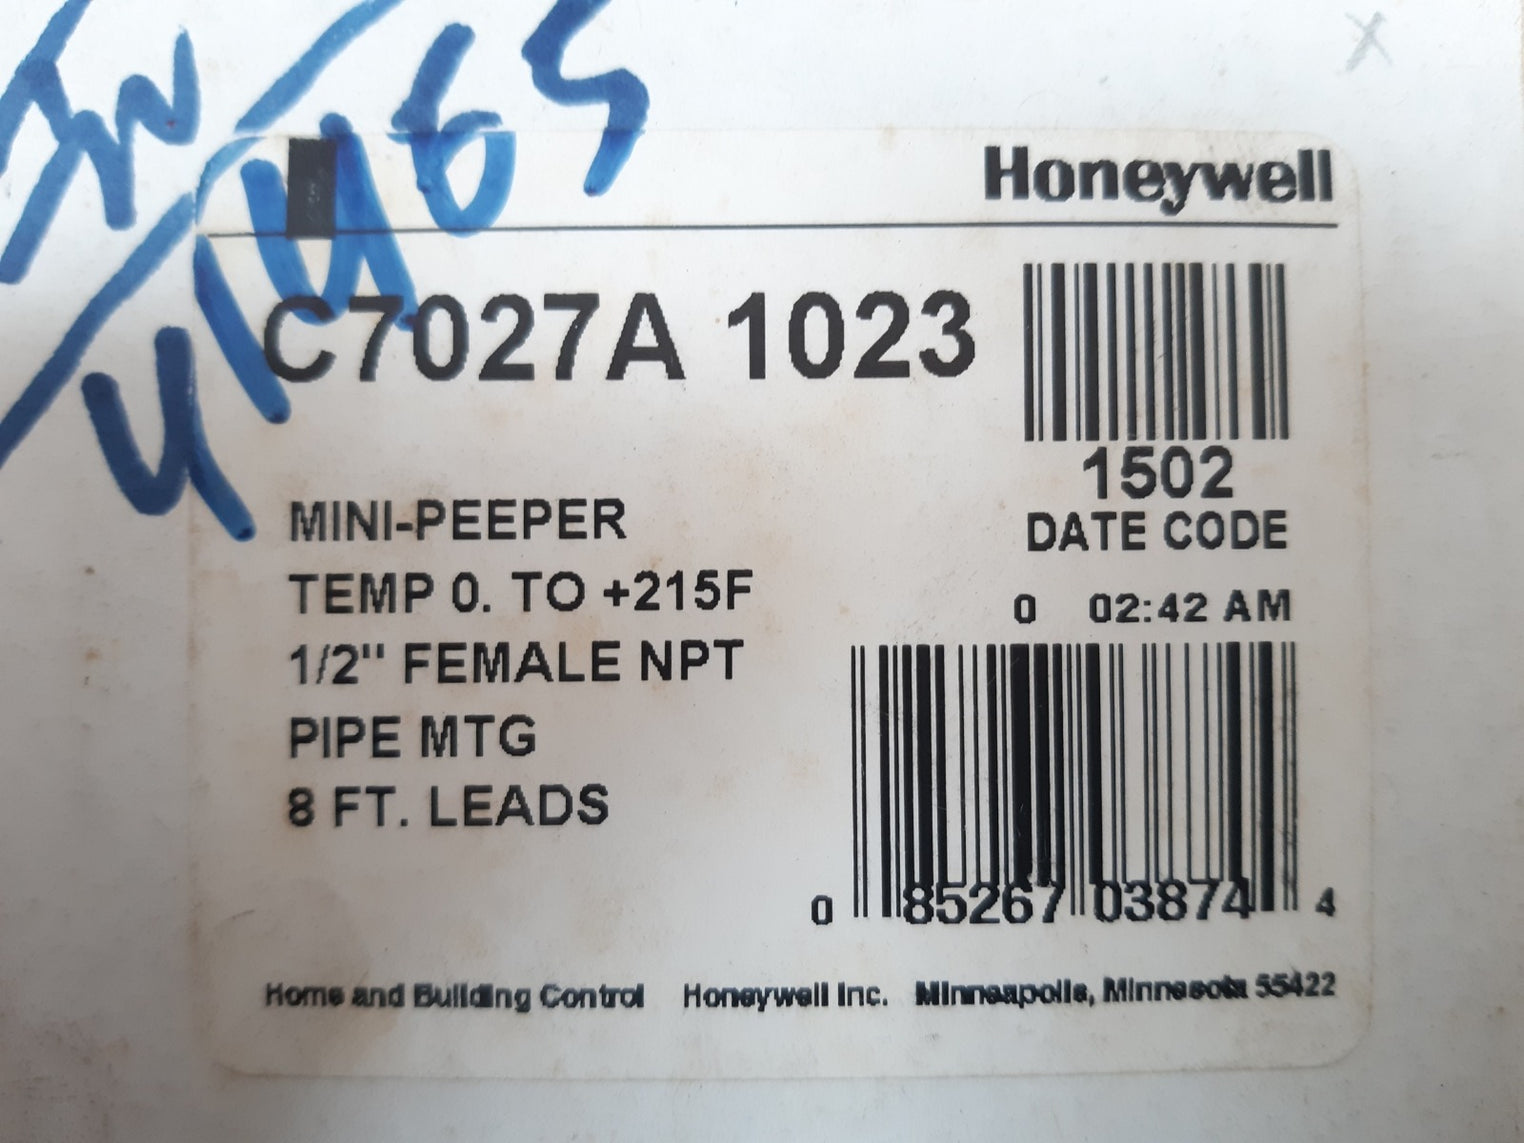 Honeywell
C7027A 1023
1502
DATE CODE
MINI-PEEPER
TEMP 0. TO +215F
1/2" FEMALE NPT
PIPE MTG
8 FT. LEADS
0 02:42 AM
0 85267 03874 4
Home and Building Control Honeywell Inc. Minneapolis, Minnesota 55422